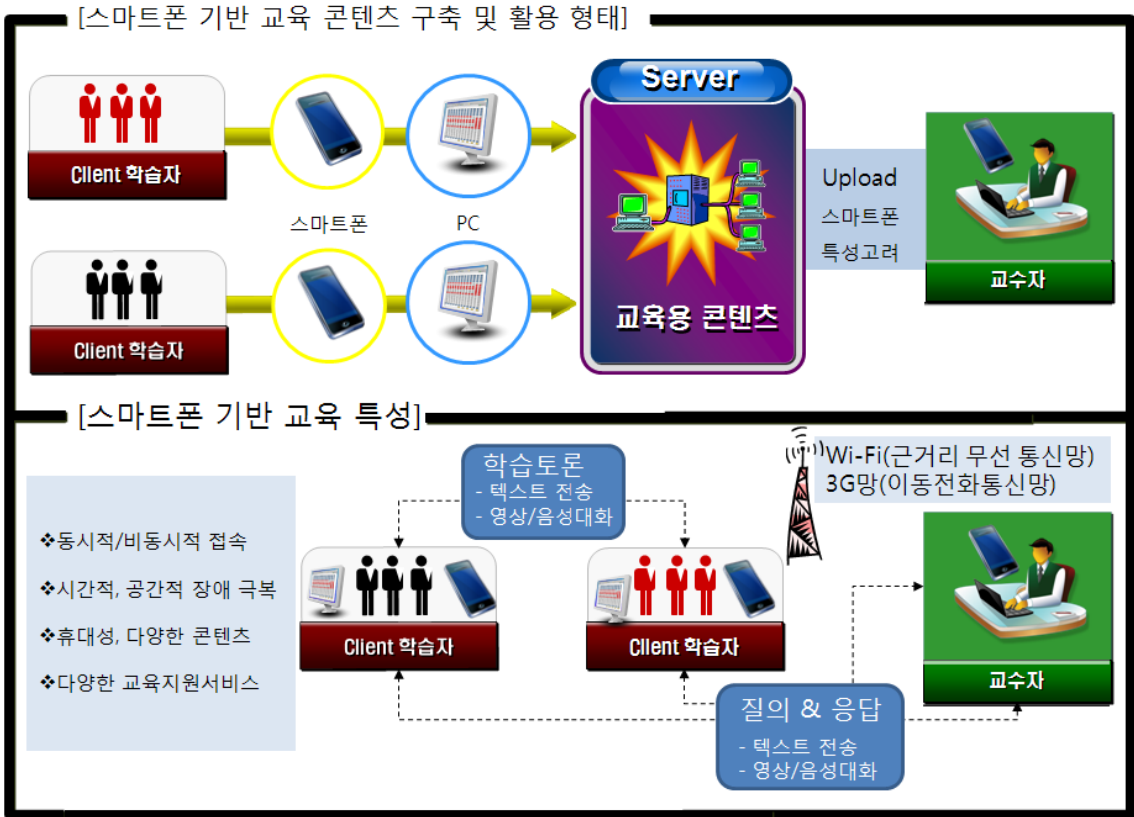 [스마트폰 기반 교육 콘텐츠 구축 및 활용 형태]
Client 학습자
스마트폰
PC
Server
교육용 콘텐츠
Upload
스마트폰
특성고려
교수자
Client 학습자
[스마트폰 기반 교육 특성]
❖동시적/비동시적 접속
❖시간적, 공간적 장애 극복
❖휴대성, 다양한 콘텐츠
❖다양한 교육지원서비스
학습토론
- 텍스트 전송
- 영상/음성대화
Wi-Fi(근거리 무선 통신망)
3G망(이동전화통신망)
Client 학습자
Client 학습자
교수자
질의 & 응답
- 텍스트 전송
- 영상/음성대화